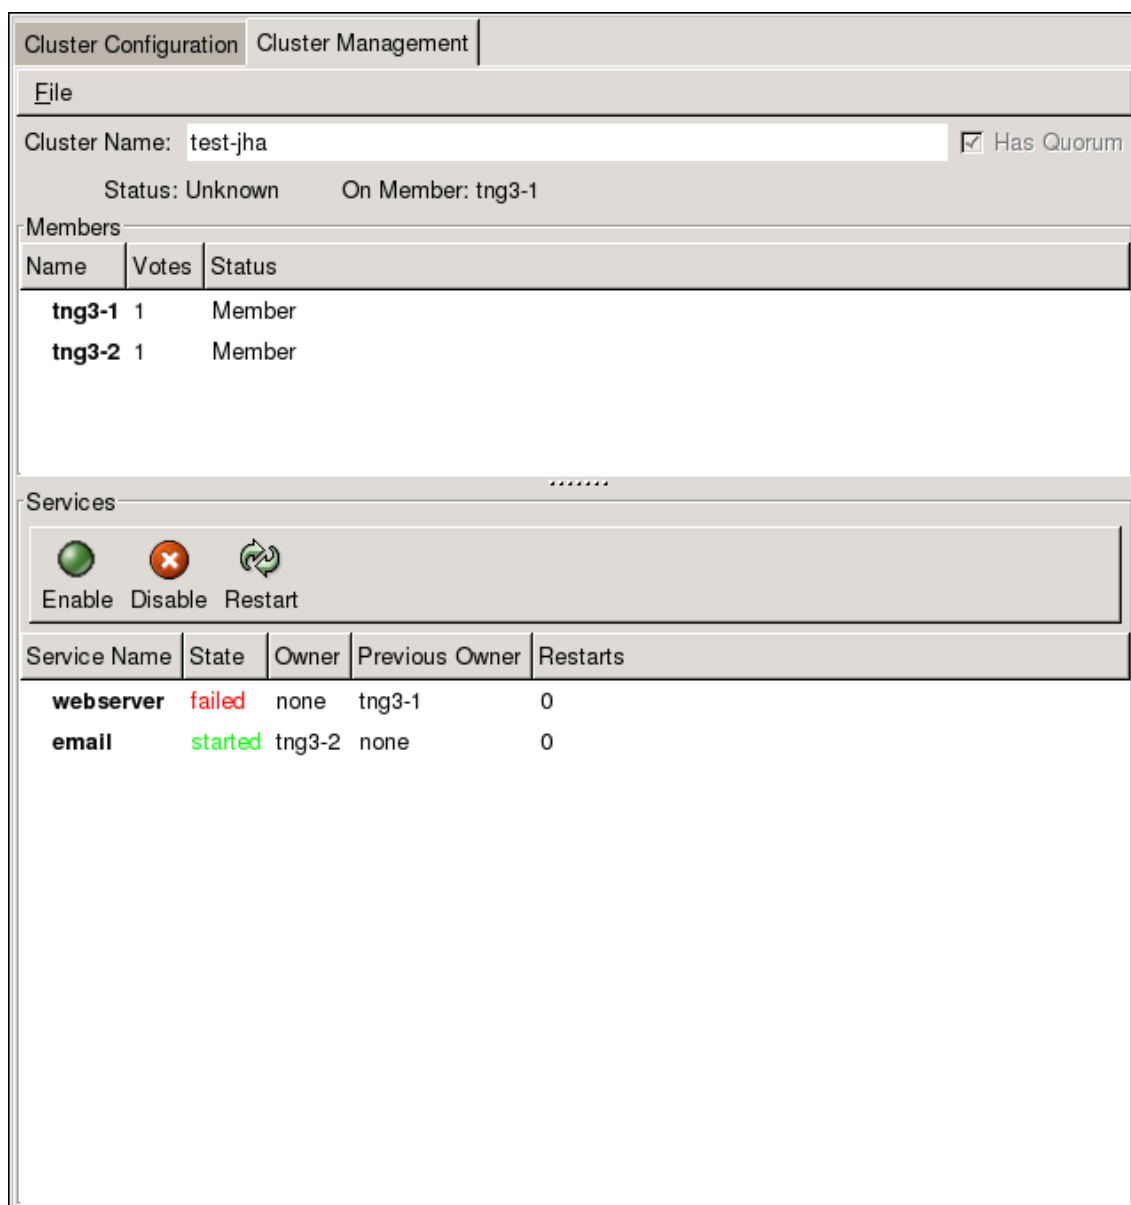 Cluster Configuration Cluster Management
File
Cluster Name: test-jha Has Quorum
Status: Unknown On Member: tng3-1
Members
Name Votes Status
tng3-1 1 Member
tng3-2 1 Member
Services
Enable Disable Restart
Service Name State Owner Previous Owner Restarts
webserver failed none tng3-1 0
email started tng3-2 none 0